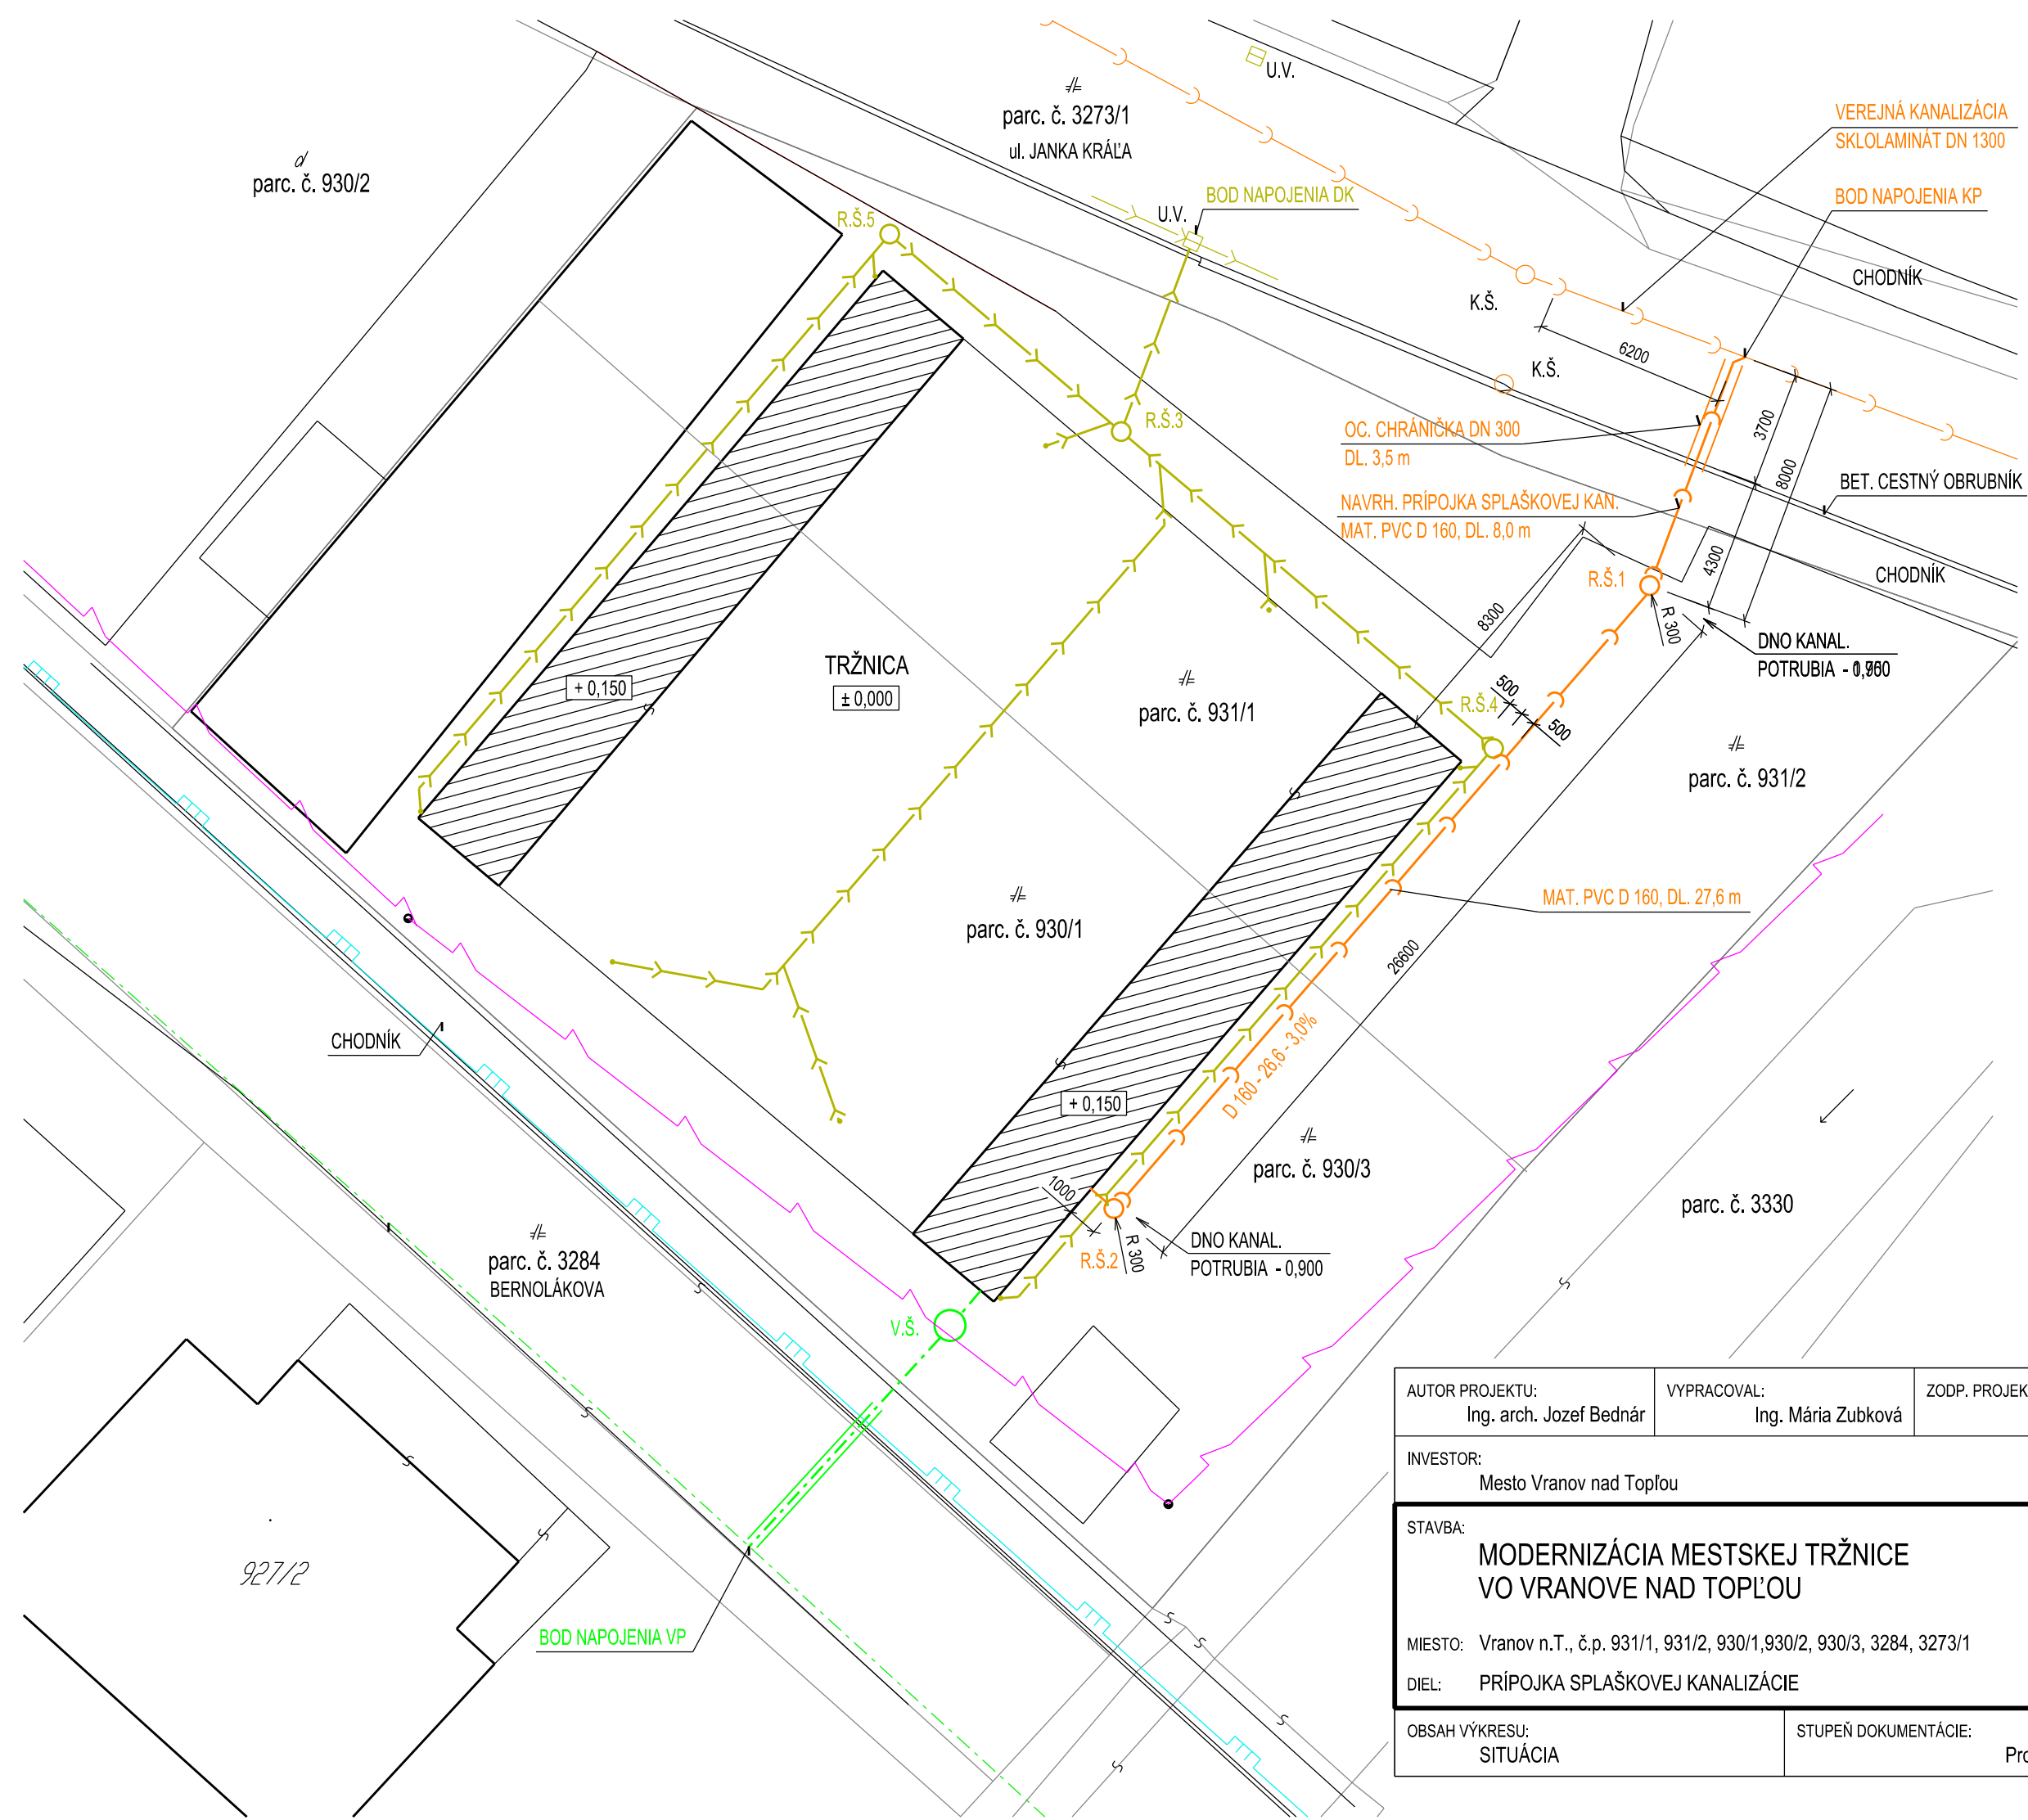 U.V.
parc. č. 3273/1
ul. JANKA KRÁĽA
VEREJNÁ KANALIZÁCIA
SKLOLAMINÁT DN 1300
parc. č. 930/2
BOD NAPOJENIA DK
BOD NAPOJENIA KP
R.Š.5
U.V.
CHODNÍK
K.Š.
6200
K.Š.
R.Š.3
OC. CHRÁNIČKA DN 300
DL. 3,5 m
3700
8000
BET. CESTNÝ OBRUBNÍK
NAVRH. PRÍPOJKA SPLAŠKOVEJ KAN.
MAT. PVC D 160, DL. 8,0 m
4300
CHODNÍK
R.Š.1
8300
R 300
DNO KANAL.
POTRUBIA
TRŽNICA
± 0,000
+ 0,150
500
R.Š.4
500
parc. č. 931/1
parc. č. 931/2
MAT. PVC D 160, DL. 27,6 m
parc. č. 930/1
26600
CHODNÍK
D 160 - 26,6 - 3,0%
+ 0,150
parc. č. 930/3
1000
parc. č. 3330
R.Š.2
R 300
DNO KANAL.
POTRUBIA - 0,900
parc. č. 3284
BERNOLÁKOVA
V.Š.
927/2
BOD NAPOJENIA VP
AUTOR PROJEKTU:
Ing. arch. Jozef Bednár
VYPRACOVAL:
Ing. Mária Zubková
ZODP. PROJEK
INVESTOR:
Mesto Vranov nad Topľou
STAVBA:
MODERNIZÁCIA MESTSKEJ TRŽNICE
VO VRANOVE NAD TOPĽOU
MIESTO: Vranov n.T., č.p. 931/1, 931/2, 930/1,930/2, 930/3, 3284, 3273/1
DIEL: PRÍPOJKA SPLAŠKOVEJ KANALIZÁCIE
OBSAH VÝKRESU:
SITUÁCIA
STUPEŇ DOKUMENTÁCIE:
Pro